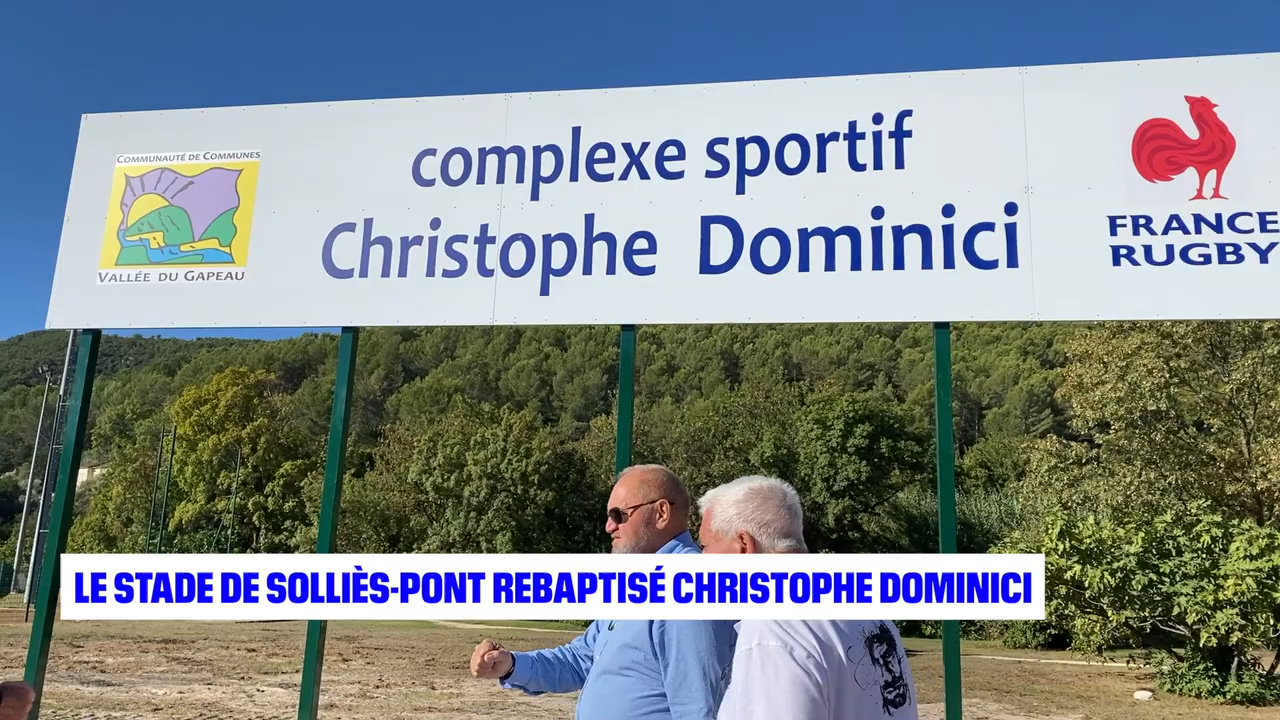 COMMUNAUTÉ DE COMMUNES
VALLÉE DU GAPEAU
complexe sportif
Christophe Dominici
FRANCE
RUGBY
LE STADE DE SOLLIÈS-PONT REBAPTISÉ CHRISTOPHE DOMINICI